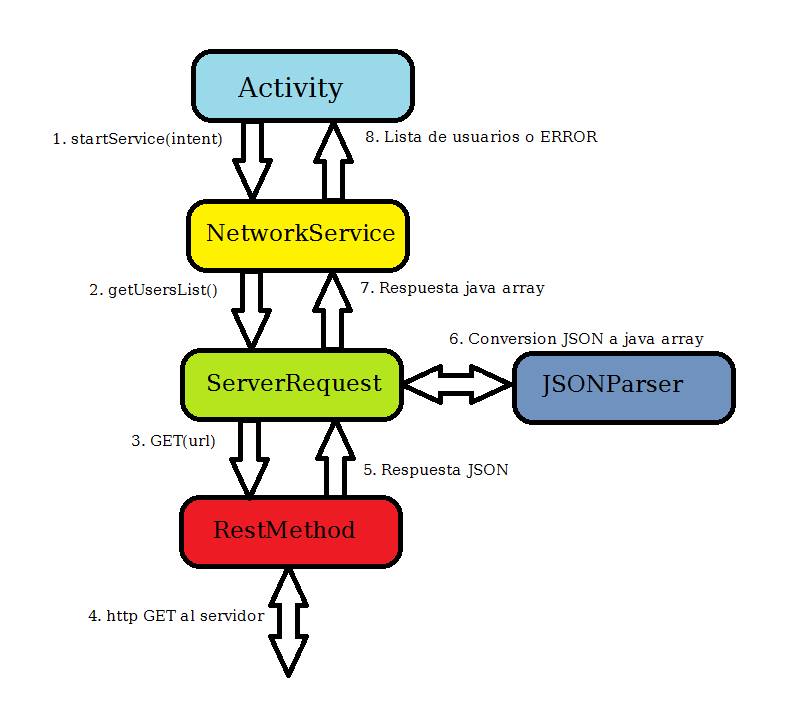 Activity
1. startService(intent)
8. Lista de usuarios o ERROR
NetworkService
2. getUsersList()
7. Respuesta java array
6. Conversion JSON a java array
ServerRequest
JSONParser
3. GET(url)
5. Respuesta JSON
RestMethod
4. http GET al servidor